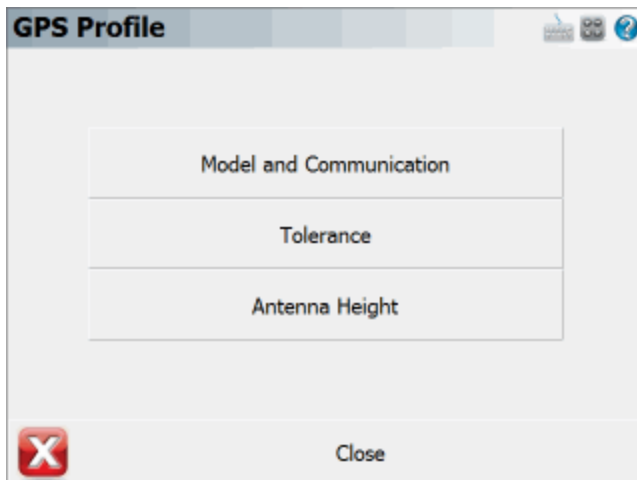 GPS Profile
Model and Communication
Tolerance
Antenna Height
Close